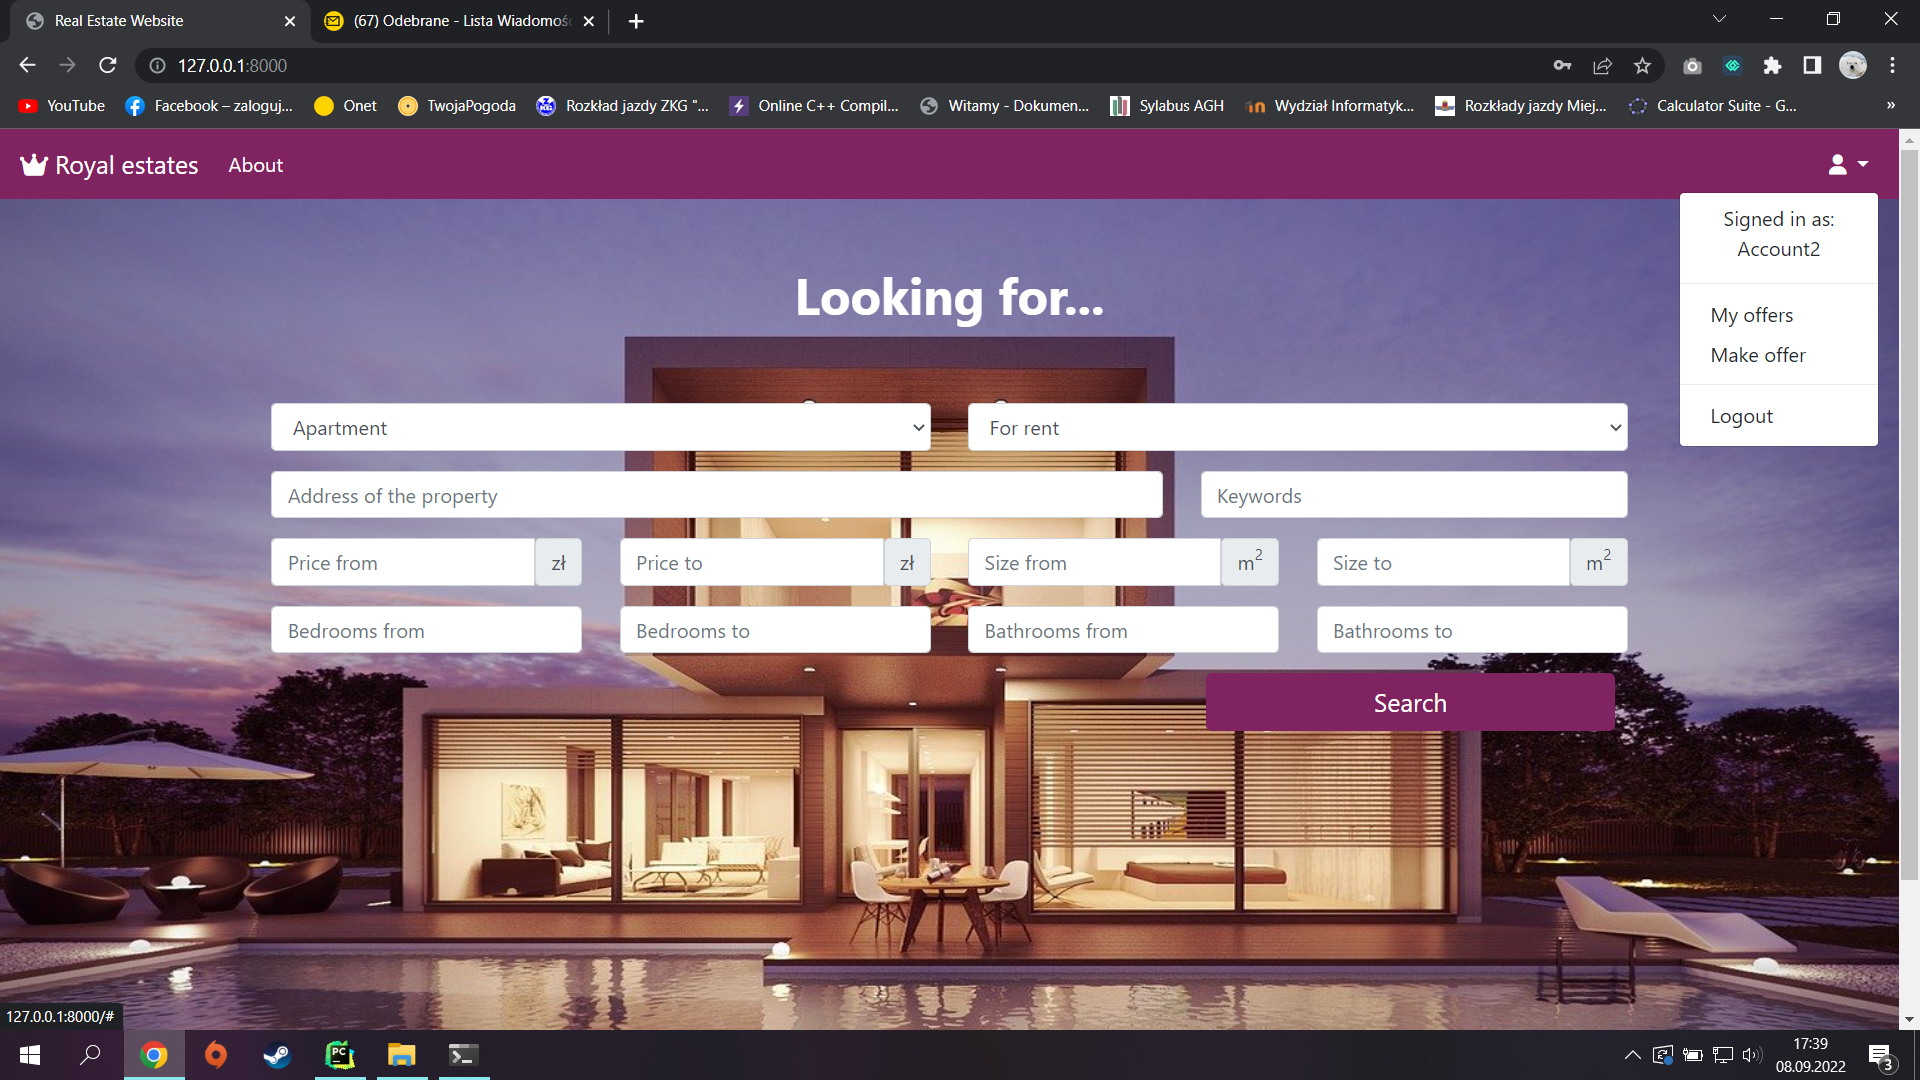 Real Estate Website
(67) Odebrane - Lista Wiadomośc
127.0.0.1:8000
YouTube
Facebook – zaloguj...
Onet
TwojaPogoda
Rozkład jazdy ZKG "...
Online C++ Compil...
Witamy - Dokumen...
Sylabus AGH
Wydział Informatyk...
Rozkłady jazdy Miej...
Calculator Suite - G...
»
Royal estates
About
Signed in as:
Account2
My offers
Make offer
Logout
Looking for...
Apartment
For rent
Address of the property
Keywords
Price from
zł
Price to
zł
Size from
m²
Size to
m²
Bedrooms from
Bedrooms to
Bathrooms from
Bathrooms to
Search
127.0.0.1:8000/#
PC
17:39
08.09.2022
3